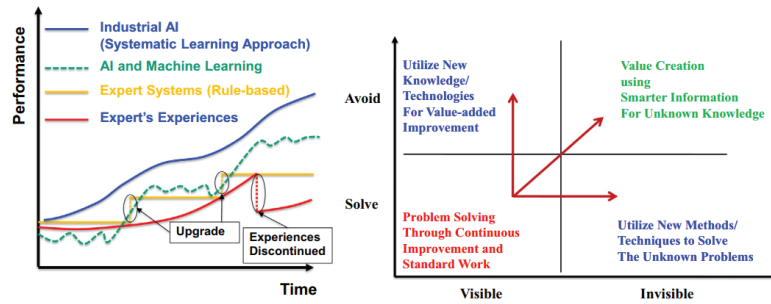 Industrial AI
(Systematic Learning Approach)
AI and Machine Learning
Expert Systems (Rule-based)
Expert's Experiences
Performance
Upgrade
Experiences
Discontinued
Time
Avoid
Solve
Utilize New
Knowledge/
Technologies
For Value-added
Improvement
Value Creation
using
Smarter Information
For Unknown Knowledge
Problem Solving
Through Continuous
Improvement and
Standard Work
Utilize New Methods/
Techniques to Solve
The Unknown Problems
Visible
Invisible